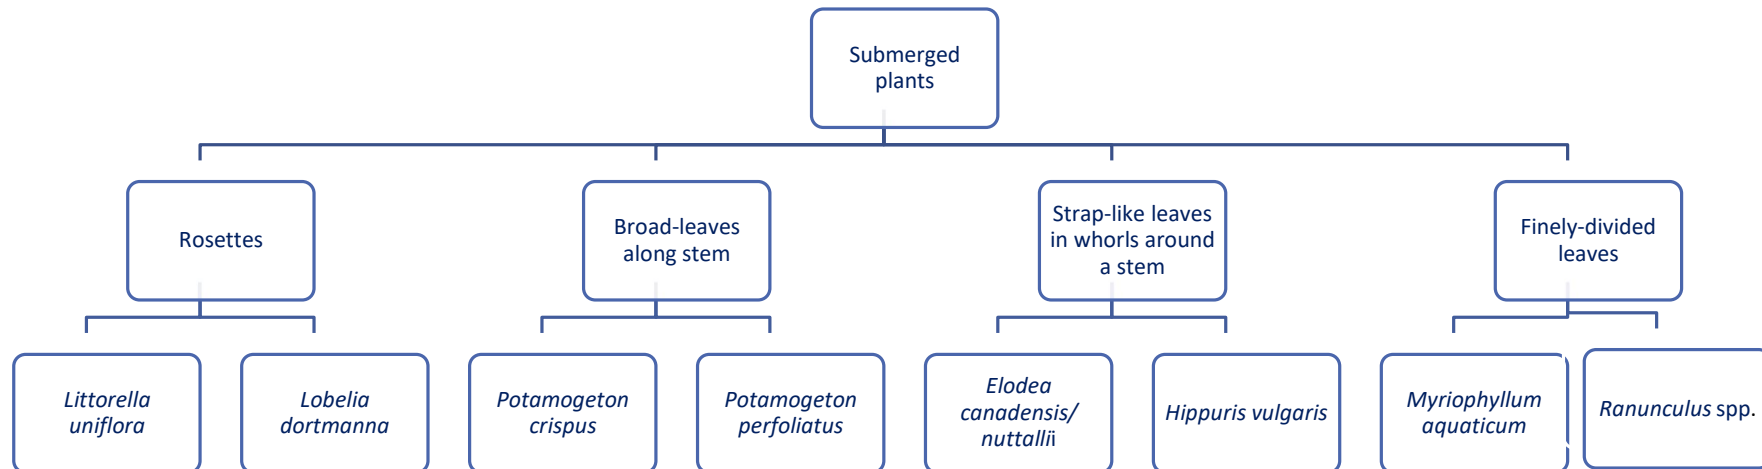 Submerged
plants
Rosettes
Broad-leaves
along stem
Strap-like leaves
in whorls around
a stem
Finely-divided
leaves
Littorella
uniflora
Lobelia
dortmanna
Potamogeton
crispus
Potamogeton
perfoliatus
Elodea
canadensis/
nuttallii
Hippuris vulgaris
Myriophyllum
aquaticum
Ranunculus spp.